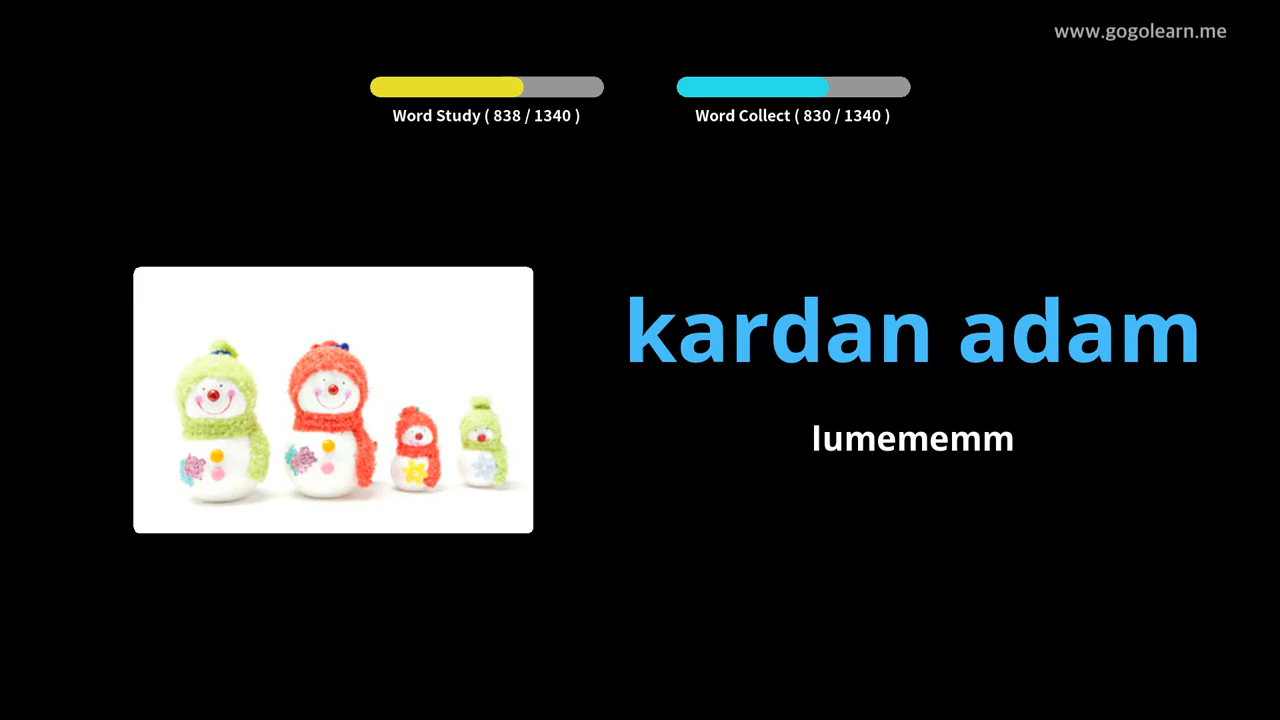 www.gogolearn.me
Word Study ( 838 / 1340 )
Word Collect ( 830 / 1340 )
kardan adam
lumememm